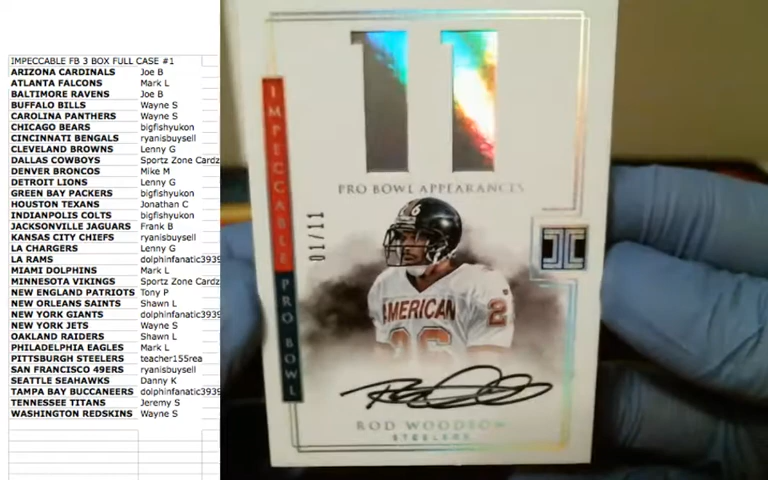 IMPECCABLE FB 3 BOX FULL CASE #1
ARIZONA CARDINALS Joe B
ATLANTA FALCONS Mark L
BALTIMORE RAVENS Joe B
BUFFALO BILLS Wayne S
CAROLINA PANTHERS Wayne S
CHICAGO BEARS bigfishyukon
CINCINNATI BENGALS ryanisbuysell
CLEVELAND BROWNS Lenny G
DALLAS COWBOYS Sportz Zone Cardz
DENVER BRONCOS Mike M
DETROIT LIONS Lenny G
GREEN BAY PACKERS bigfishyukon
HOUSTON TEXANS Jonathan C
INDIANPOLIS COLTS bigfishyukon
JACKSONVILLE JAGUARS Frank B
KANSAS CITY CHIEFS ryanisbuysell
LA CHARGERS Lenny G
LA RAMS dolphinfanatic3939
MIAMI DOLPHINS Mark L
MINNESOTA VIKINGS Sportz Zone Cardz
NEW ENGLAND PATRIOTS Tony P
NEW ORLEANS SAINTS Shawn L
NEW YORK GIANTS dolphinfanatic3939
NEW YORK JETS Wayne S
OAKLAND RAIDERS Shawn L
PHILADELPHIA EAGLES Mark L
PITTSBURGH STEELERS teacher155rea
SAN FRANCISCO 49ERS ryanisbuysell
SEATTLE SEAHAWKS Danny K
TAMPA BAY BUCCANEERS dolphinfanatic3939
TENNESSEE TITANS Jeremy S
WASHINGTON REDSKINS Wayne S
11
PRO BOWL APPEARANCES
IMPECCABLE PRO BOWL
01/11
AMERICAN
26
ROD WOODSON
STEELERS